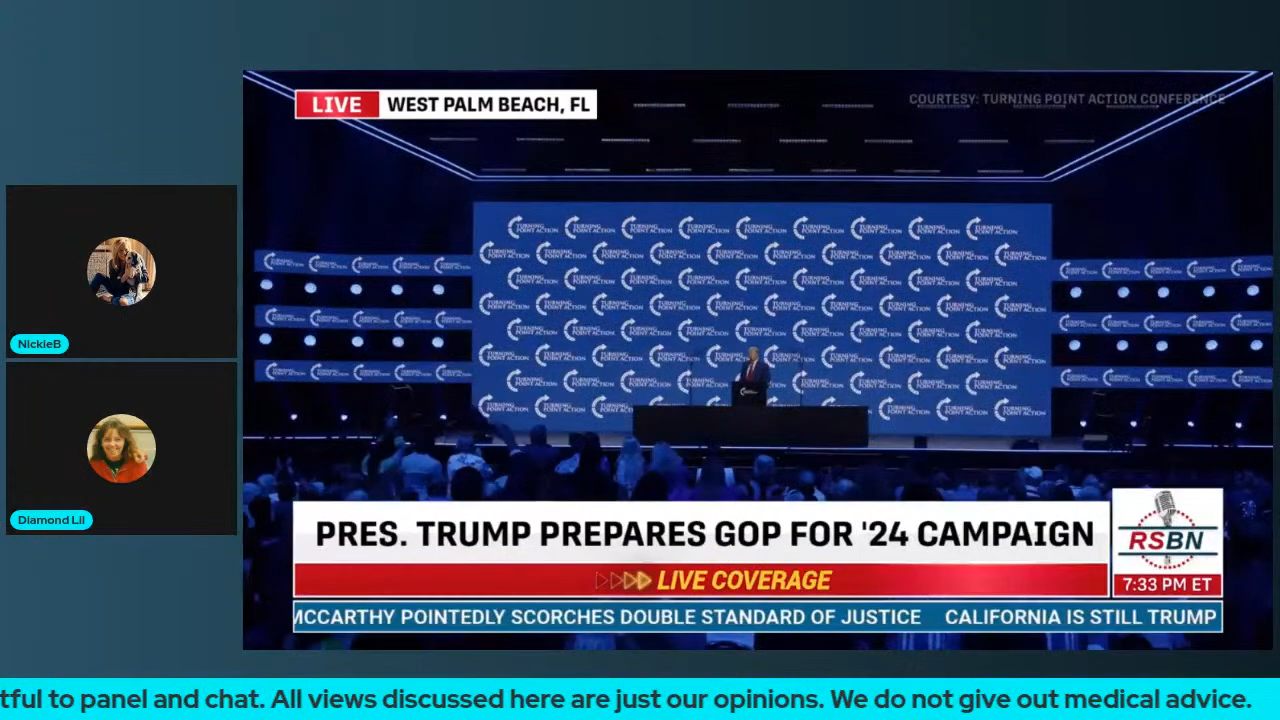 LIVE WEST PALM BEACH, FL
COURTESY: TURNING POINT ACTION CONFERENCE
TURNING POINT ACTION
NickieB
Diamond Lil
PRES. TRUMP PREPARES GOP FOR '24 CAMPAIGN
LIVE COVERAGE
RSBN
7:33 PM ET
MCCARTHY POINTEDLY SCORCHES DOUBLE STANDARD OF JUSTICE CALIFORNIA IS STILL TRUMP
tful to panel and chat. All views discussed here are just our opinions. We do not give out medical advice.